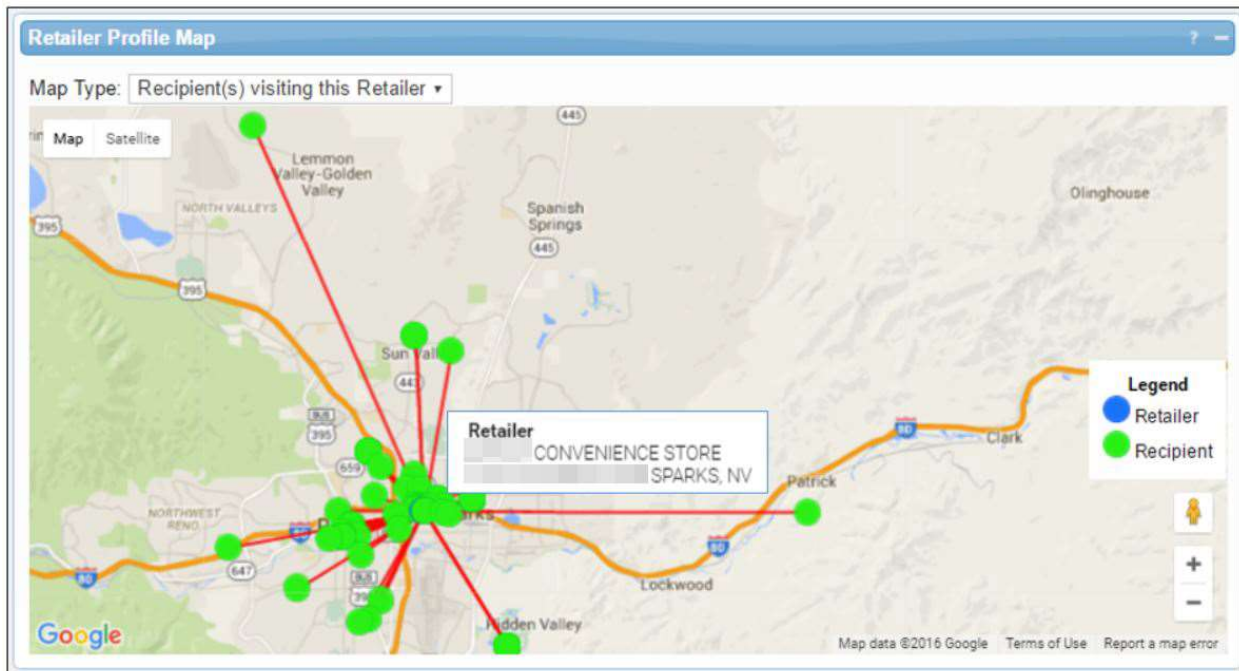 Retailer Profile Map
? –
Map Type: Recipient(s) visiting this Retailer ▾
Map Satellite
445
Lemmon
Valley-Golden
Valley
Olinghouse
NORTH VALLEYS
Spanish
Springs
395
445
395
Sun Vall
443
BUS
395
Legend
Retailer
Recipient
Retailer
CONVENIENCE STORE
SPARKS, NV
80
Clark
659
Patrick
NORTHWEST
RENO
R
rks
80
80
647
BUS
80
Lockwood
Hidden Valley
+
−
Google
Map data ©2016 Google Terms of Use Report a map error